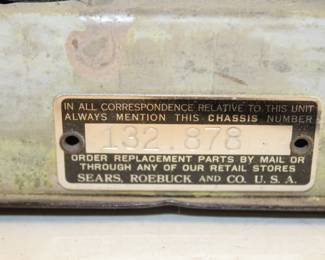 IN ALL CORRESPONDENCE RELATIVE TO THIS UNIT
ALWAYS MENTION THIS CHASSIS NUMBER
132.878
ORDER REPLACEMENT PARTS BY MAIL OR
THROUGH ANY OF OUR RETAIL STORES
SEARS, ROEBUCK AND CO. U. S. A.